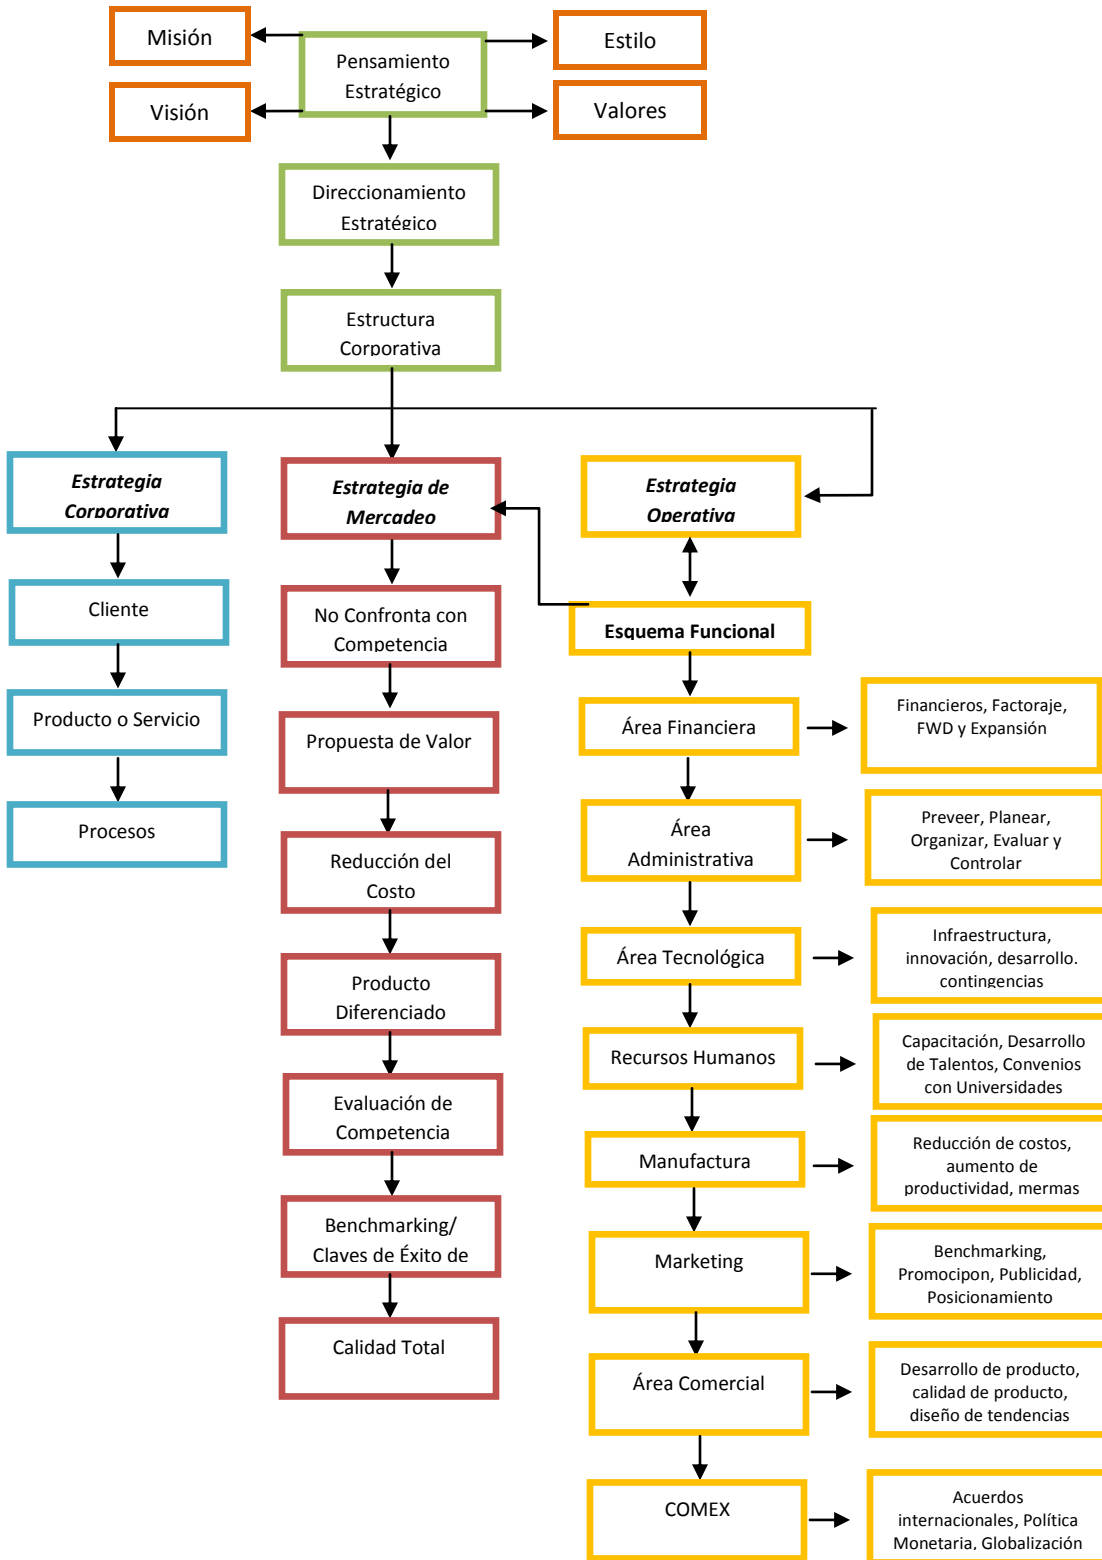 Misión
Estilo
Pensamiento
Estratégico
Visión
Valores
Direccionamiento
Estratégico
Estructura
Corporativa
Estrategia
Corporativa
Cliente
Producto o Servicio
Procesos
Estrategia de
Mercadeo
No Confronta con
Competencia
Propuesta de Valor
Reducción del
Costo
Producto
Diferenciado
Evaluación de
Competencia
Benchmarking/
Claves de Éxito de
Calidad Total
Estrategia
Operativa
Esquema Funcional
Área Financiera
Financieros, Factoraje,
FWD y Expansión
Área
Administrativa
Preveer, Planear,
Organizar, Evaluar y
Controlar
Área Tecnológica
Infraestructura,
innovación, desarrollo.
contingencias
Recursos Humanos
Capacitación, Desarrollo
de Talentos, Convenios
con Universidades
Manufactura
Reducción de costos,
aumento de
productividad, mermas
Marketing
Benchmarking,
Promocipon, Publicidad,
Posicionamiento
Área Comercial
Desarrollo de producto,
calidad de producto,
diseño de tendencias
COMEX
Acuerdos
internacionales, Política
Monetaria, Globalización